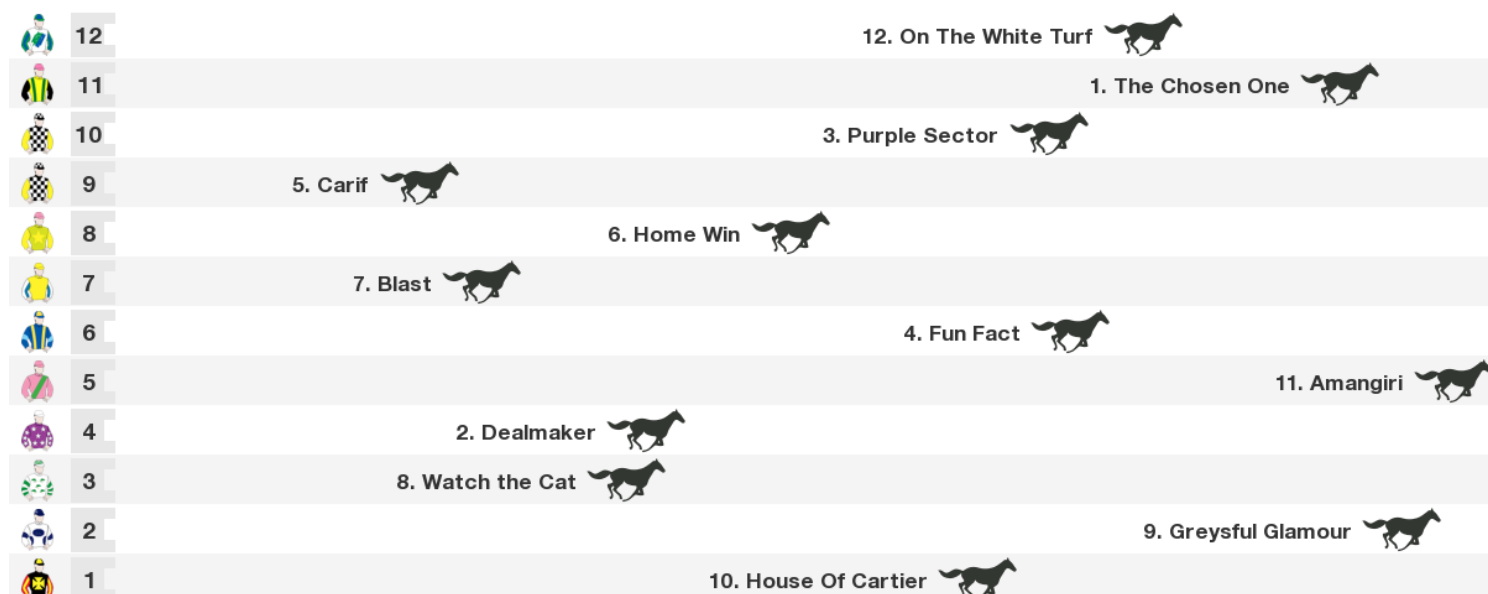 12 12. On The White Turf
11 1. The Chosen One
10 3. Purple Sector
9 5. Carif
8 6. Home Win
7 7. Blast
6 4. Fun Fact
5 11. Amangiri
4 2. Dealmaker
3 8. Watch the Cat
2 9. Greysful Glamour
1 10. House Of Cartier